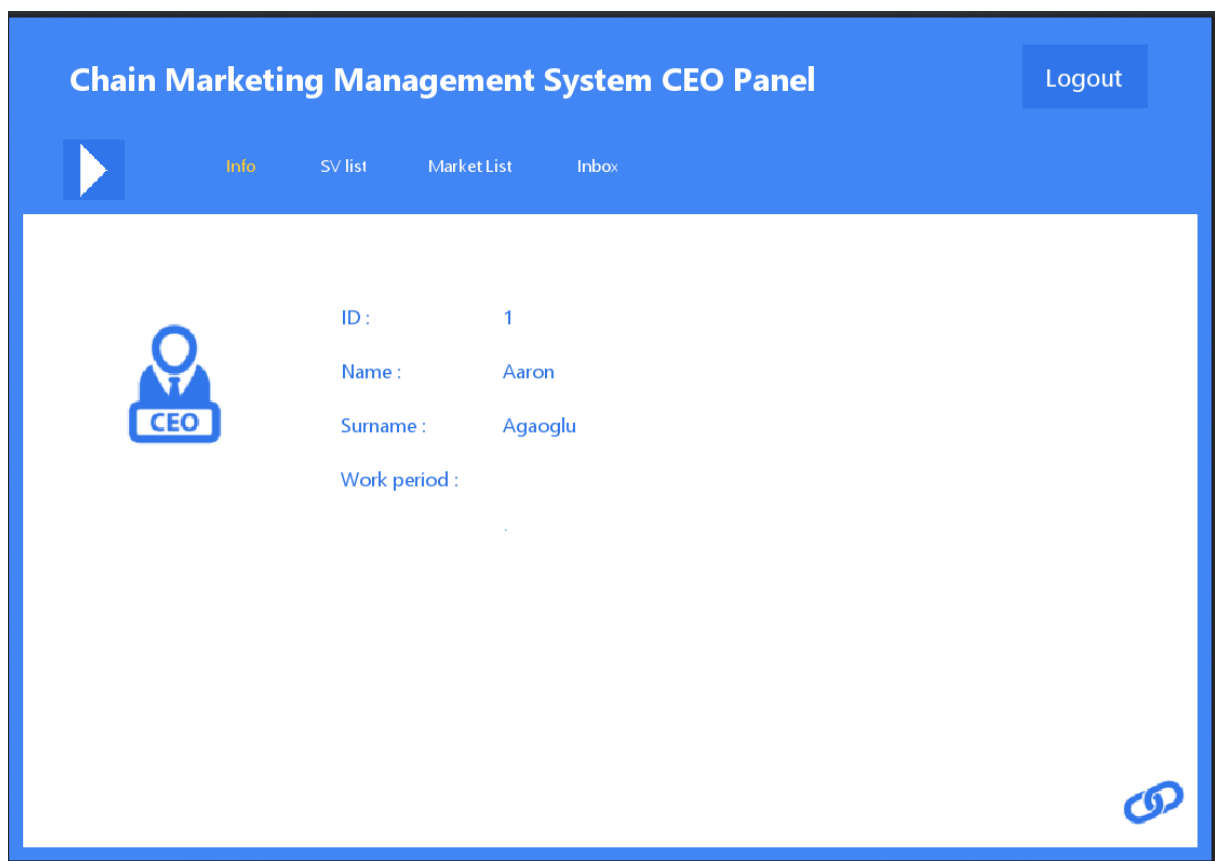 Chain Marketing Management System CEO Panel
Logout
Info SV list Market List Inbox
ID : 1
Name : Aaron
CEO
Surname : Agaoglu
Work period :
.